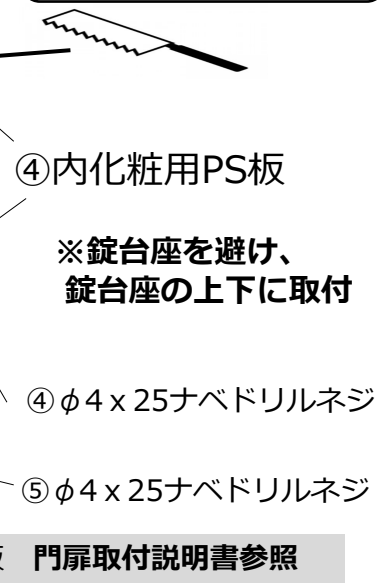 ④内化粧用PS板
※錠台座を避け、
錠台座の上下に取付
④φ4ｘ25ナベドリルネジ
⑤φ4ｘ25ナベドリルネジ
門扉取付説明書参照